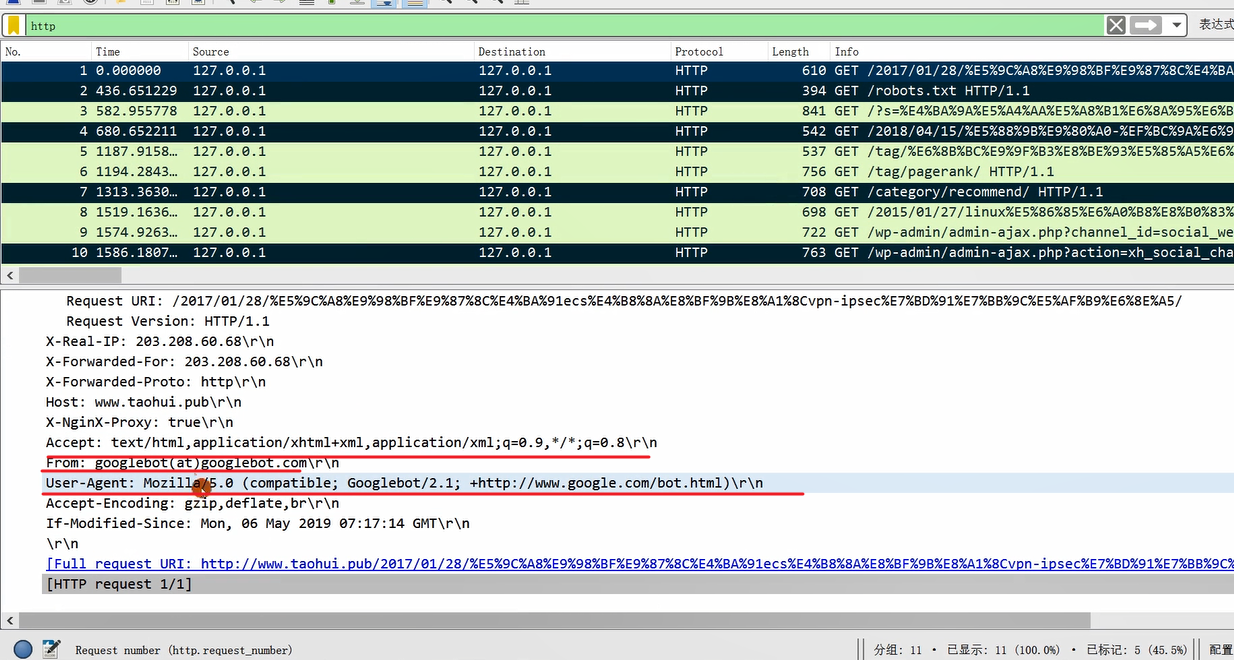 http
表达式
No. Time Source Destination Protocol Length Info
1 0.000000 127.0.0.1 127.0.0.1 HTTP 610 GET /2017/01/28/%E5%9C%A8%E9%98%BF%E9%87%8C%E4%BA
2 436.651229 127.0.0.1 127.0.0.1 HTTP 394 GET /robots.txt HTTP/1.1
3 582.955778 127.0.0.1 127.0.0.1 HTTP 841 GET /?s=%E4%BA%9A%E5%A4%AA%E5%A8%B1%E6%8A%95%E6%B
4 680.652211 127.0.0.1 127.0.0.1 HTTP 542 GET /2018/04/15/%E5%88%9B%E9%80%A0-%EF%BC%9A%E6%9
5 1187.9158… 127.0.0.1 127.0.0.1 HTTP 537 GET /tag/%E6%8B%BC%E9%9F%B3%E8%BE%93%E5%85%A5%E6%
6 1194.2843… 127.0.0.1 127.0.0.1 HTTP 756 GET /tag/pagerank/ HTTP/1.1
7 1313.3630… 127.0.0.1 127.0.0.1 HTTP 708 GET /category/recommend/ HTTP/1.1
8 1519.1636… 127.0.0.1 127.0.0.1 HTTP 698 GET /2015/01/27/linux%E5%86%85%E6%A0%B8%E8%B0%83%
9 1574.9263… 127.0.0.1 127.0.0.1 HTTP 722 GET /wp-admin/admin-ajax.php?channel_id=social_we
10 1586.1807… 127.0.0.1 127.0.0.1 HTTP 763 GET /wp-admin/admin-ajax.php?action=xh_social_cha
Request URI: /2017/01/28/%E5%9C%A8%E9%98%BF%E9%87%8C%E4%BA%91ecs%E4%B8%8A%E8%BF%9B%E8%A1%8Cvpn-ipsec%E7%BD%91%E7%BB%9C%E5%AF%B9%E6%8E%A5/
Request Version: HTTP/1.1
X-Real-IP: 203.208.60.68\r\n
X-Forwarded-For: 203.208.60.68\r\n
X-Forwarded-Proto: http\r\n
Host: www.taohui.pub\r\n
X-NginX-Proxy: true\r\n
Accept: text/html,application/xhtml+xml,application/xml;q=0.9,*/*;q=0.8\r\n
From: googlebot(at)googlebot.com\r\n
User-Agent: Mozilla/5.0 (compatible; Googlebot/2.1; +http://www.google.com/bot.html)\r\n
Accept-Encoding: gzip,deflate,br\r\n
If-Modified-Since: Mon, 06 May 2019 07:17:14 GMT\r\n
\r\n
[Full request URI: http://www.taohui.pub/2017/01/28/%E5%9C%A8%E9%98%BF%E9%87%8C%E4%BA%91ecs%E4%B8%8A%E8%BF%9B%E8%A1%8Cvpn-ipsec%E7%BD%91%E7%BB%9C%
[HTTP request 1/1]
Request number (http.request_number)
分组: 11 · 已显示: 11 (100.0%) · 已标记: 5 (45.5%)
配置